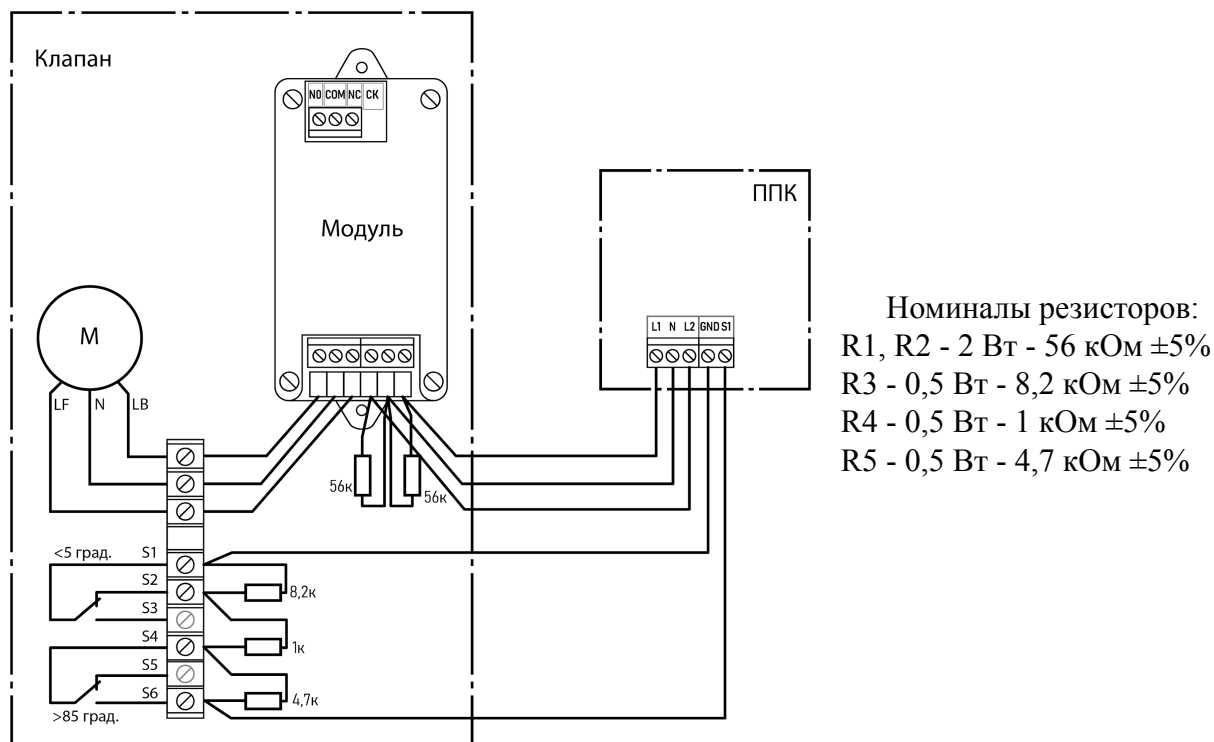 Клапан
NO COM NC CK
Модуль
ППК
L1 N L2 GND S1
M
LF N LB
56к
56к
<5 град.
S1
S2
8,2к
S3
S4
1к
S5
S6
4,7к
>85 град.
Номиналы резисторов:
R1, R2 - 2 Вт - 56 кОм ±5%
R3 - 0,5 Вт - 8,2 кОм ±5%
R4 - 0,5 Вт - 1 кОм ±5%
R5 - 0,5 Вт - 4,7 кОм ±5%